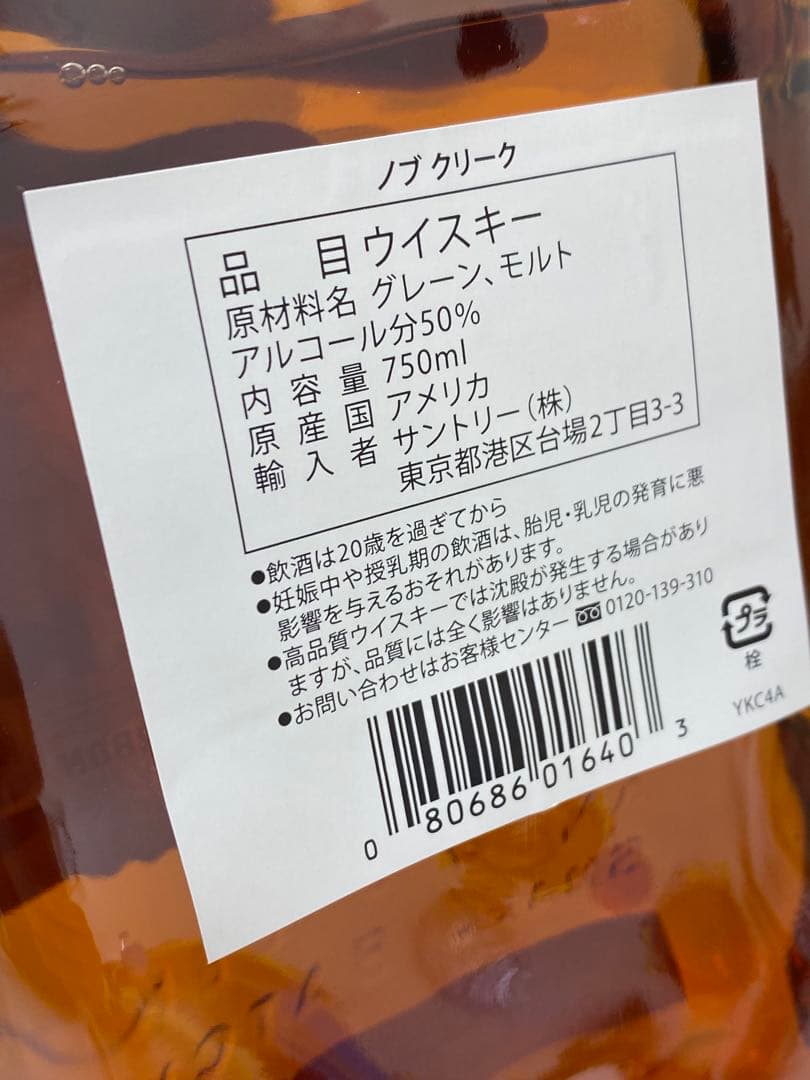 ノブ クリーク
品　目 ウイスキー
原材料名 グレーン、モルト
アルコール分50%
内容量 750ml
原産国 アメリカ
輸入者 サントリー(株)
東京都港区台場2丁目3-3
●飲酒は20歳を過ぎてから
●妊娠中や授乳期の飲酒は、胎児・乳児の発育に悪
影響を与えるおそれがあります。
●高品質ウイスキーでは沈殿が発生する場合があり
ますが、品質には全く影響はありません。
●お問い合わせはお客様センター 0120-139-310
プラ
栓
YKC4A
0 80686 01640 3